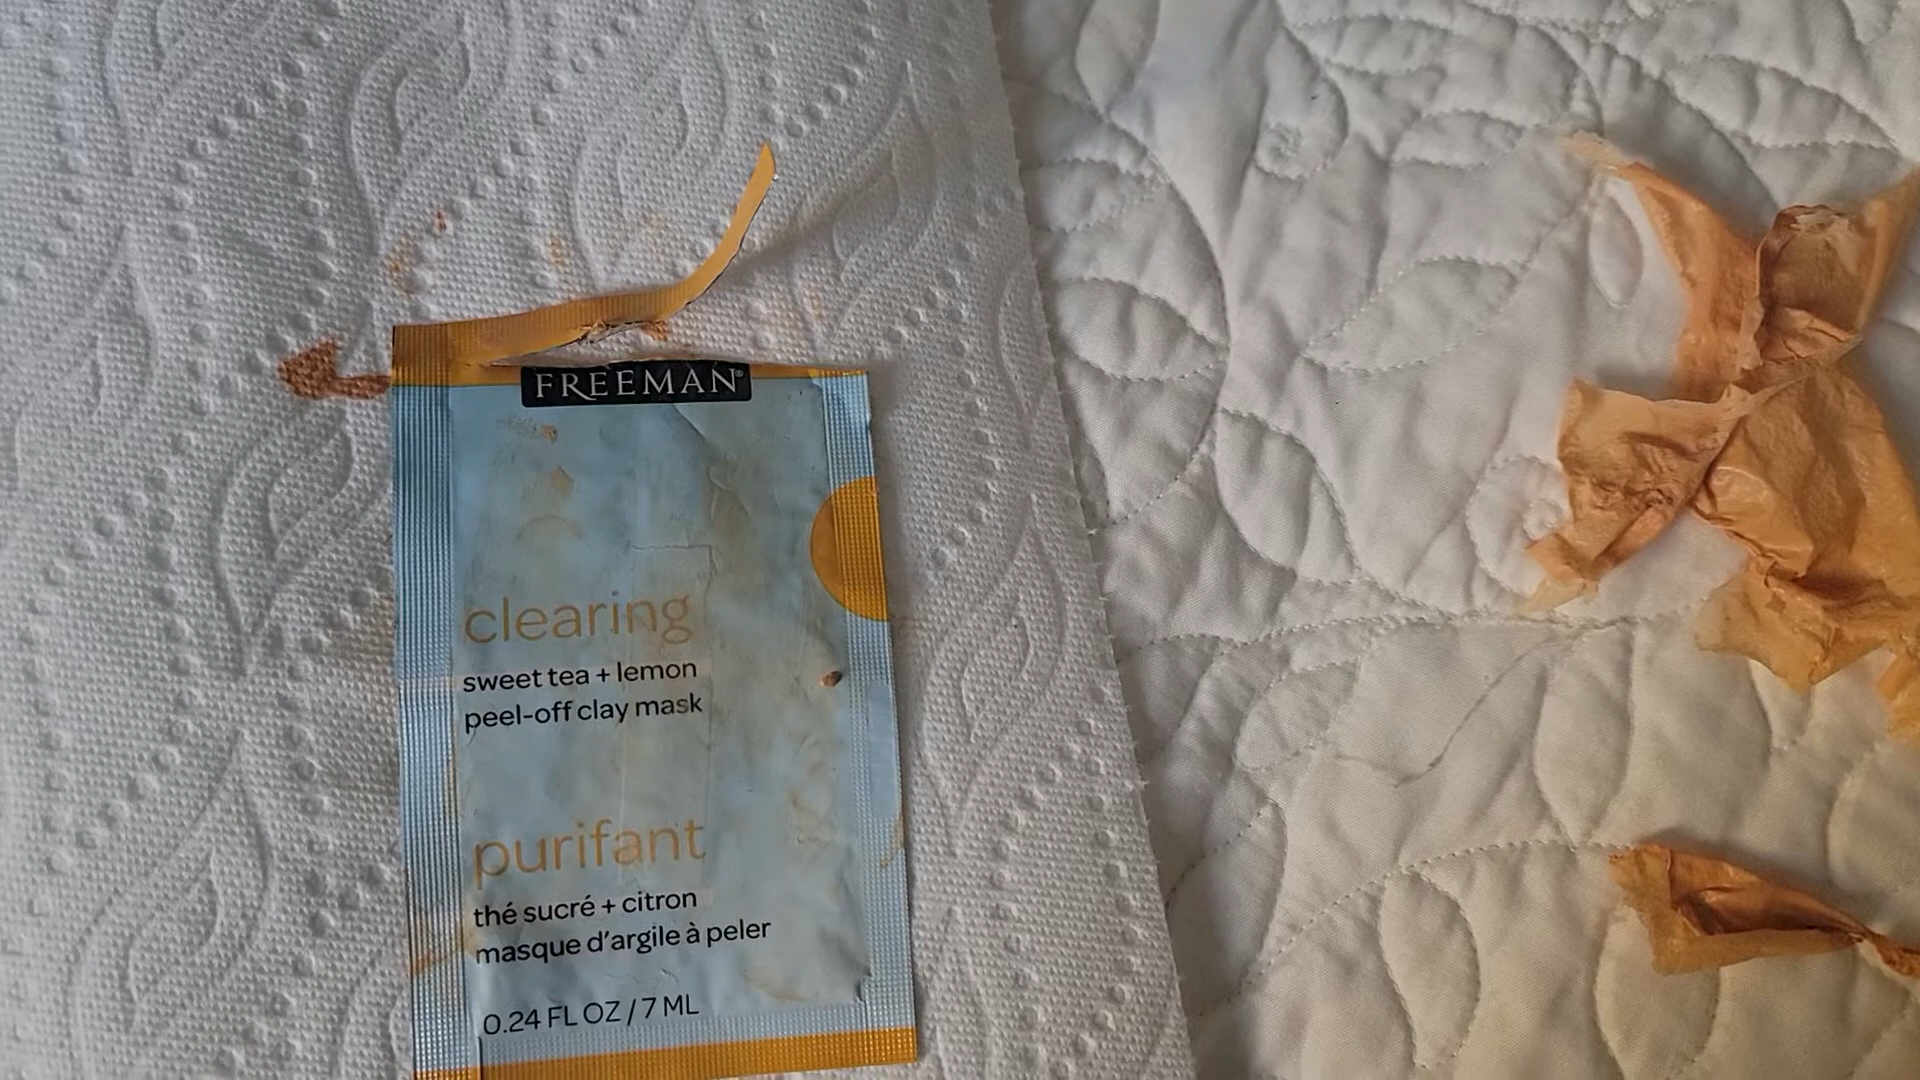 FREEMAN®
clearing
sweet tea + lemon
peel-off clay mask
purifant
thé sucré + citron
masque d'argile à peler
0.24 FL OZ / 7 ML